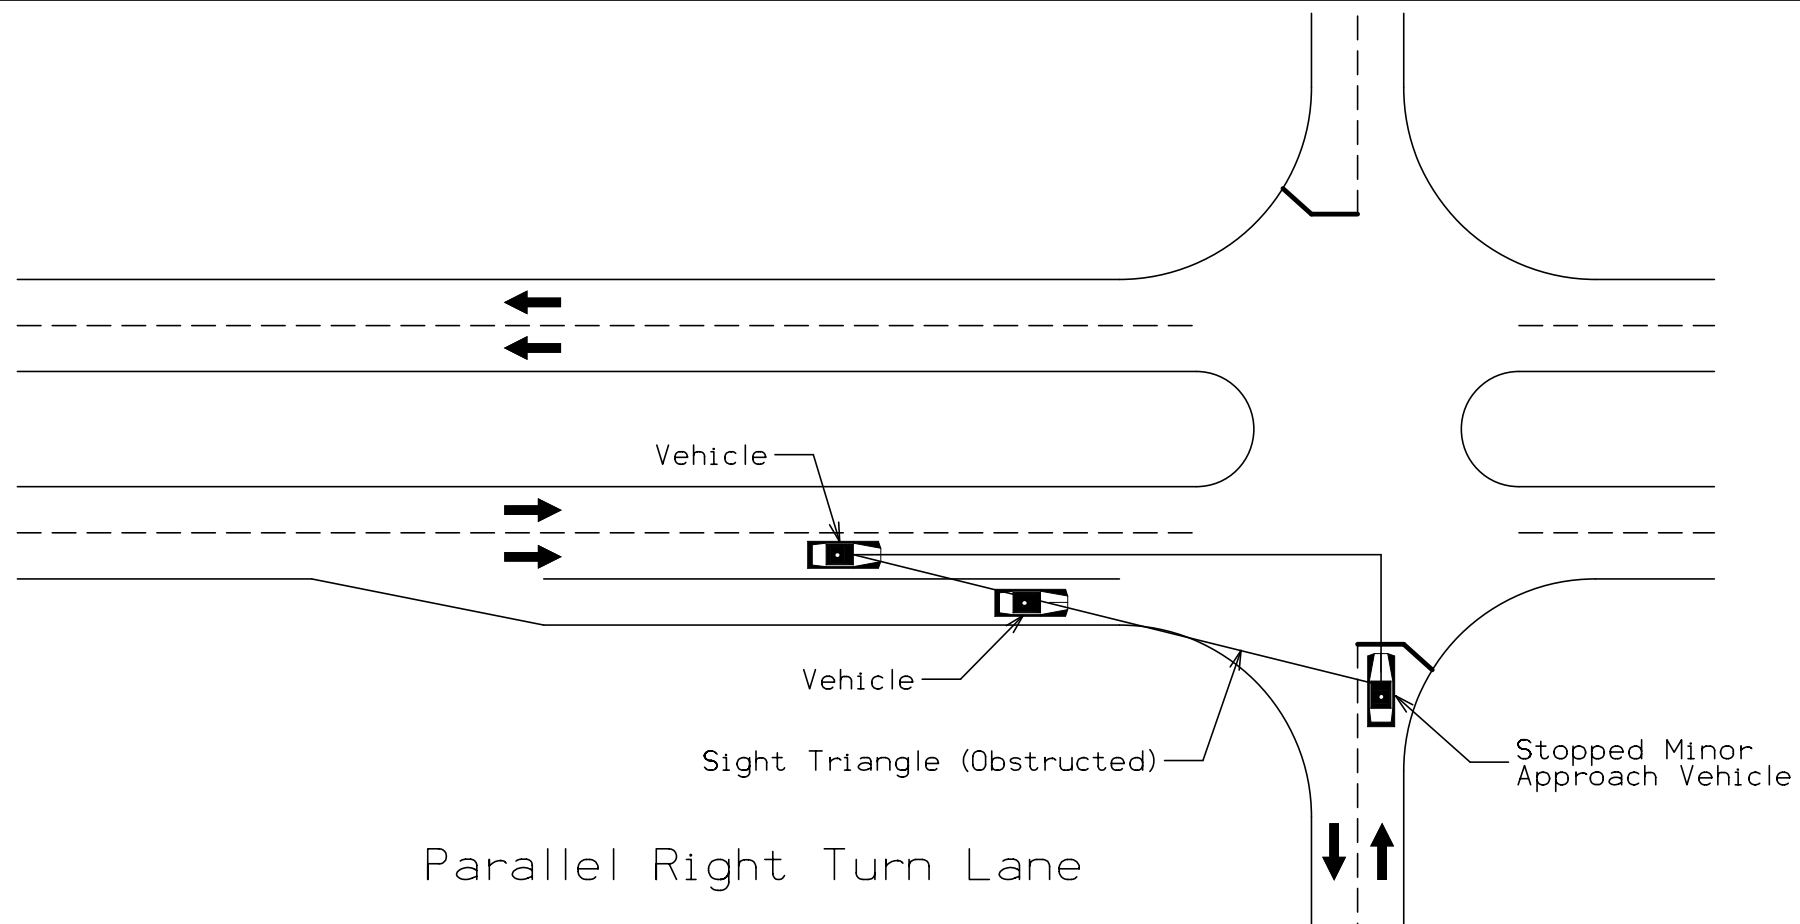 Vehicle
Vehicle
Sight Triangle (Obstructed)
Stopped Minor
Approach Vehicle
Parallel Right Turn Lane